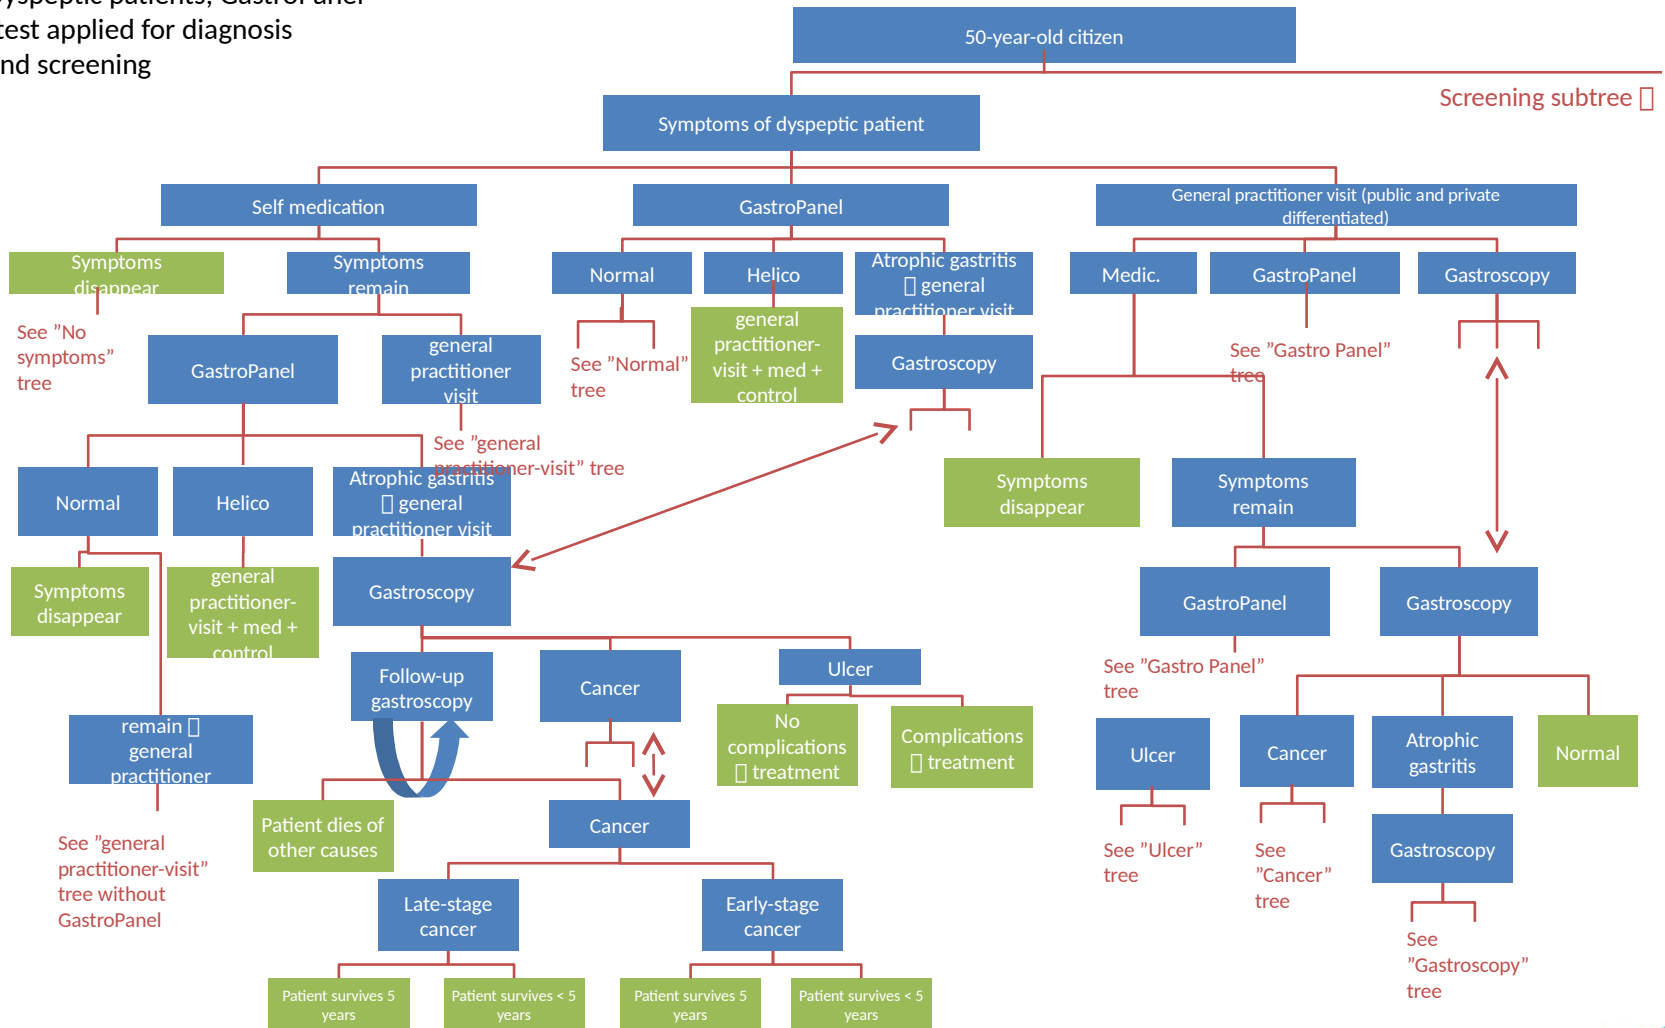 dyspeptic patients, GastroPanel
test applied for diagnosis
nd screening
50-year-old citizen
Screening subtree
Symptoms of dyspeptic patient
Self medication
GastroPanel
General practitioner visit (public and private
differentiated)
Symptoms
disappear
Symptoms
remain
Normal
Helico
Atrophic gastritis
general
practitioner visit
Medic.
GastroPanel
Gastroscopy
See ”No
symptoms”
tree
GastroPanel
general
practitioner
visit
See ”Normal”
tree
general
practitioner-
visit + med +
control
Gastroscopy
See ”Gastro Panel”
tree
See ”general
practitioner-visit” tree
Normal
Helico
Atrophic gastritis
general
practitioner visit
Symptoms
disappear
Symptoms
remain
Symptoms
disappear
general
practitioner-
visit + med +
control
Gastroscopy
GastroPanel
Gastroscopy
Follow-up
gastroscopy
Cancer
Ulcer
See ”Gastro Panel”
tree
No
complications
treatment
Complications
treatment
remain
general
practitioner
Ulcer
Cancer
Atrophic
gastritis
Normal
Patient dies of
other causes
Cancer
See ”general
practitioner-visit”
tree without
GastroPanel
See ”Ulcer”
tree
See
”Cancer”
tree
Gastroscopy
Late-stage
cancer
Early-stage
cancer
See
”Gastroscopy”
tree
Patient survives 5
years
Patient survives < 5
years
Patient survives 5
years
Patient survives < 5
years